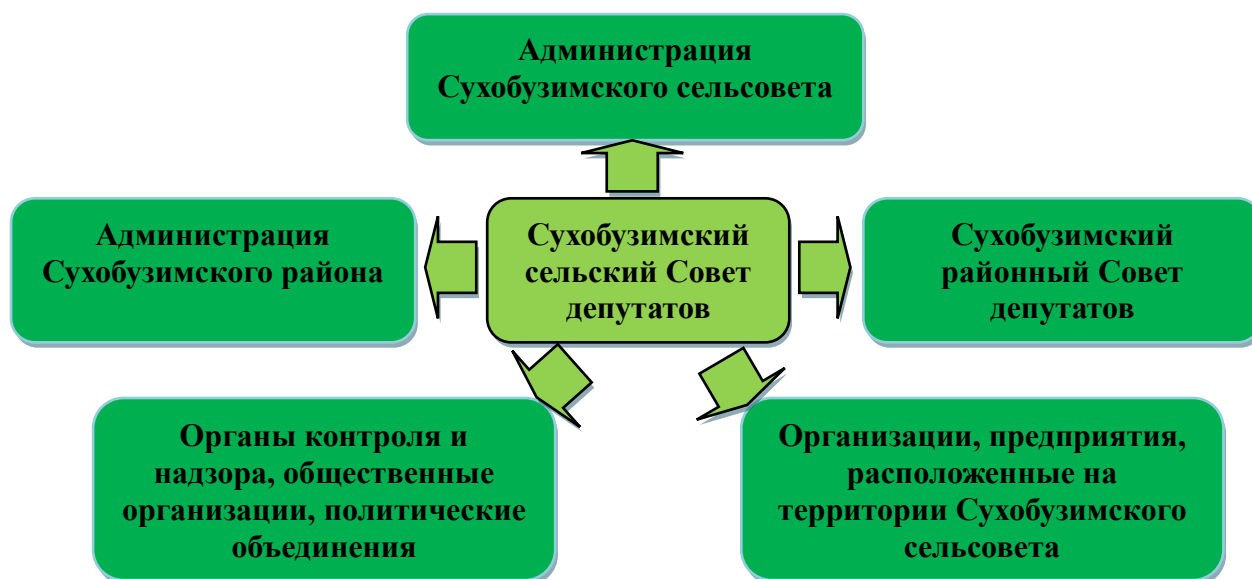 Администрация
Сухобузимского сельсовета
Администрация
Сухобузимского района
Сухобузимский
сельский Совет
депутатов
Сухобузимский
районный Совет
депутатов
Органы контроля и
надзора, общественные
организации, политические
объединения
Организации, предприятия,
расположенные на
территории Сухобузимского
сельсовета